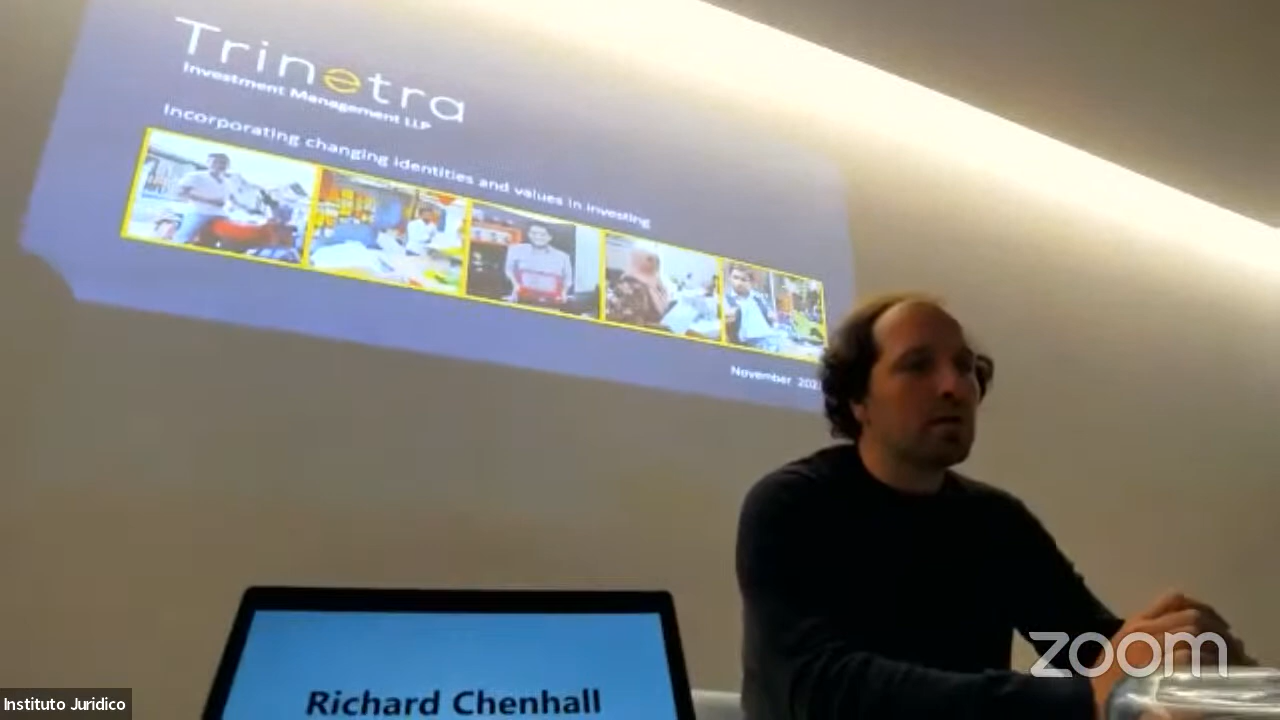 Trinetra
Investment Management LLP
Incorporating changing identities and values in investing
November
Richard Chenhall
Instituto Juridico
zoom